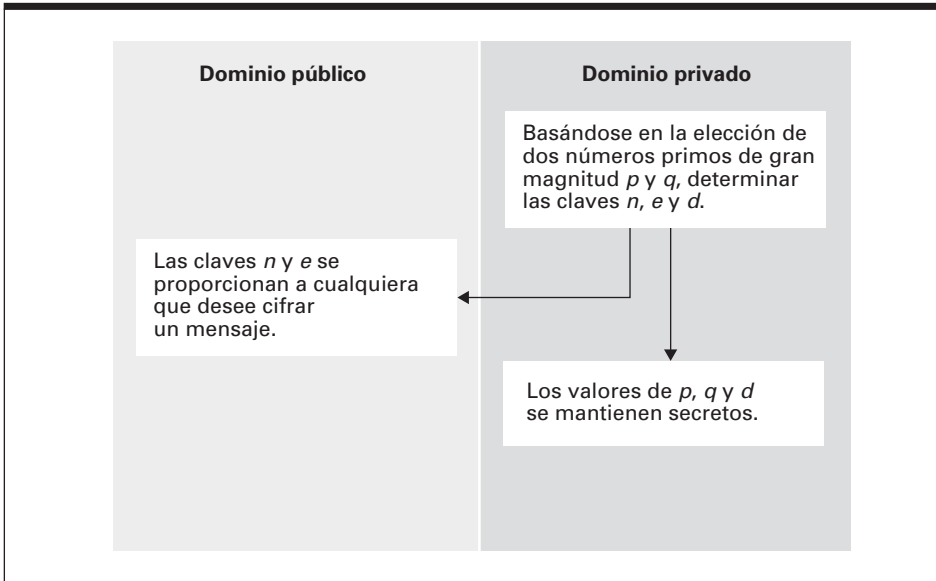 Dominio público
Dominio privado
Basándose en la elección de
dos números primos de gran
magnitud p y q, determinar
las claves n, e y d.
Las claves n y e se
proporcionan a cualquiera
que desee cifrar
un mensaje.
Los valores de p, q y d
se mantienen secretos.